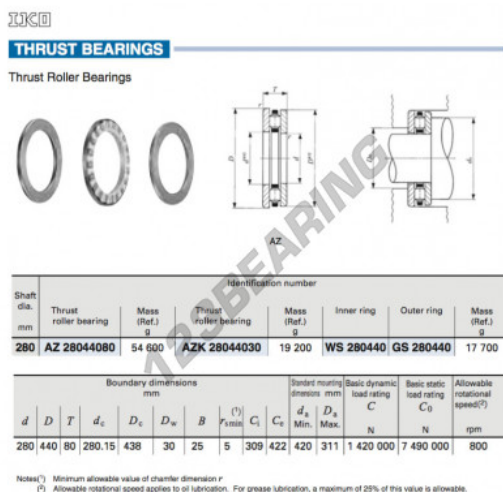 IKO
THRUST BEARINGS
Thrust Roller Bearings
T
r
r
D
d
AZ
123BEARING
Identification number
Shaft dia. mm
Thrust roller bearing
Mass (Ref.) g
Thrust roller bearing
Mass (Ref.) g
Inner ring
Outer ring
Mass (Ref.) g
280 AZ 28044080 54 600 AZK 28044030 19 200 WS 280440 GS 280440 17 700
Boundary dimensions mm
Standard mounting dimensions mm
Basic dynamic load rating C N
Basic static load rating C0 N
Allowable rotational speed(2) rpm
d D T dc Dc Dw B rsmin(1) Ci Ce da Min. Da Max.
280 440 80 280.15 438 30 25 5 309 422 420 311 1 420 000 7 490 000 800
Notes(1) Minimum allowable value of chamfer dimension r
(2) Allowable rotational speed applies to oil lubrication. For grease lubrication, a maximum of 25% of this value is allowable.